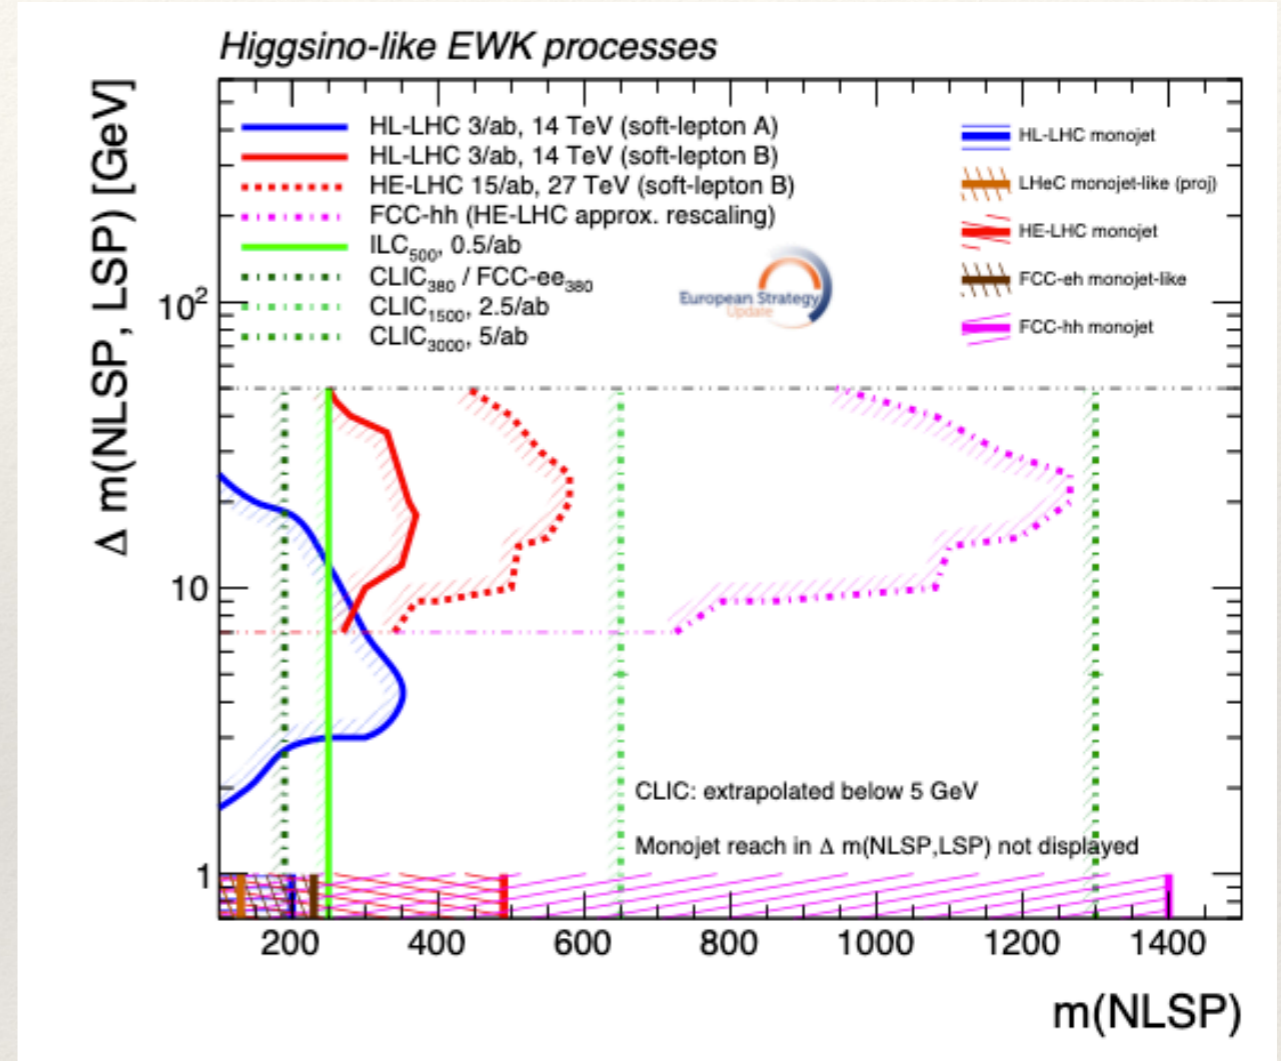 Higgsino-like EWK processes
Δ m(NLSP, LSP) [GeV]
HL-LHC 3/ab, 14 TeV (soft-lepton A)
HL-LHC 3/ab, 14 TeV (soft-lepton B)
HE-LHC 15/ab, 27 TeV (soft-lepton B)
FCC-hh (HE-LHC approx. rescaling)
ILC₅₀₀, 0.5/ab
CLIC₃₈₀ / FCC-ee₃₈₀
CLIC₁₅₀₀, 2.5/ab
CLIC₃₀₀₀, 5/ab
HL-LHC monojet
LHeC monojet-like (proj)
HE-LHC monojet
FCC-eh monojet-like
FCC-hh monojet
European Strategy
Update
10²
10
1
CLIC: extrapolated below 5 GeV
Monojet reach in Δ m(NLSP,LSP) not displayed
200 400 600 800 1000 1200 1400
m(NLSP)